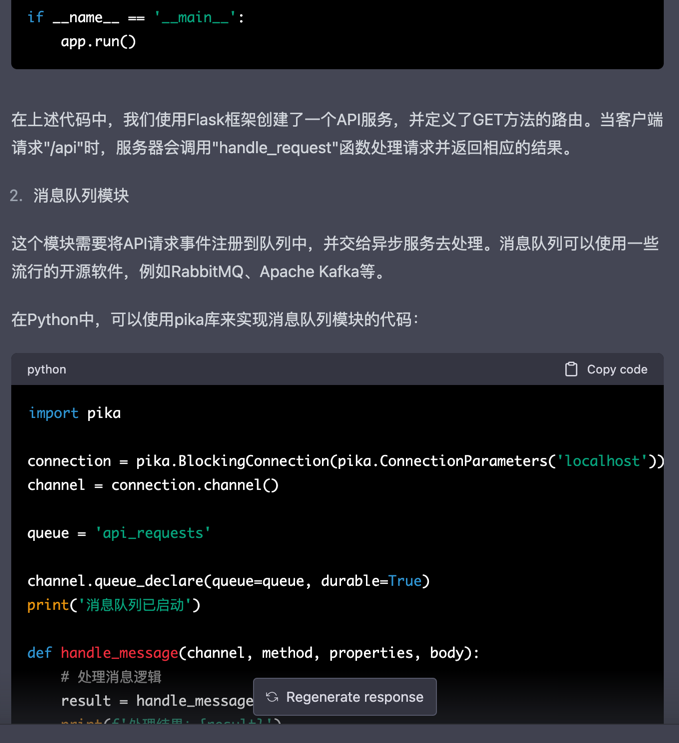 if __name__ == '__main__':
    app.run()
在上述代码中，我们使用Flask框架创建了一个API服务，并定义了GET方法的路由。当客户端
请求"/api"时，服务器会调用"handle_request"函数处理请求并返回相应的结果。
2. 消息队列模块
这个模块需要将API请求事件注册到队列中，并交给异步服务去处理。消息队列可以使用一些
流行的开源软件，例如RabbitMQ、Apache Kafka等。
在Python中，可以使用pika库来实现消息队列模块的代码：
python Copy code
import pika
connection = pika.BlockingConnection(pika.ConnectionParameters('localhost'))
channel = connection.channel()
queue = 'api_requests'
channel.queue_declare(queue=queue, durable=True)
print('消息队列已启动')
def handle_message(channel, method, properties, body):
    # 处理消息逻辑
    result = handle_message
Regenerate response
    print(f'处理结果：{result}')